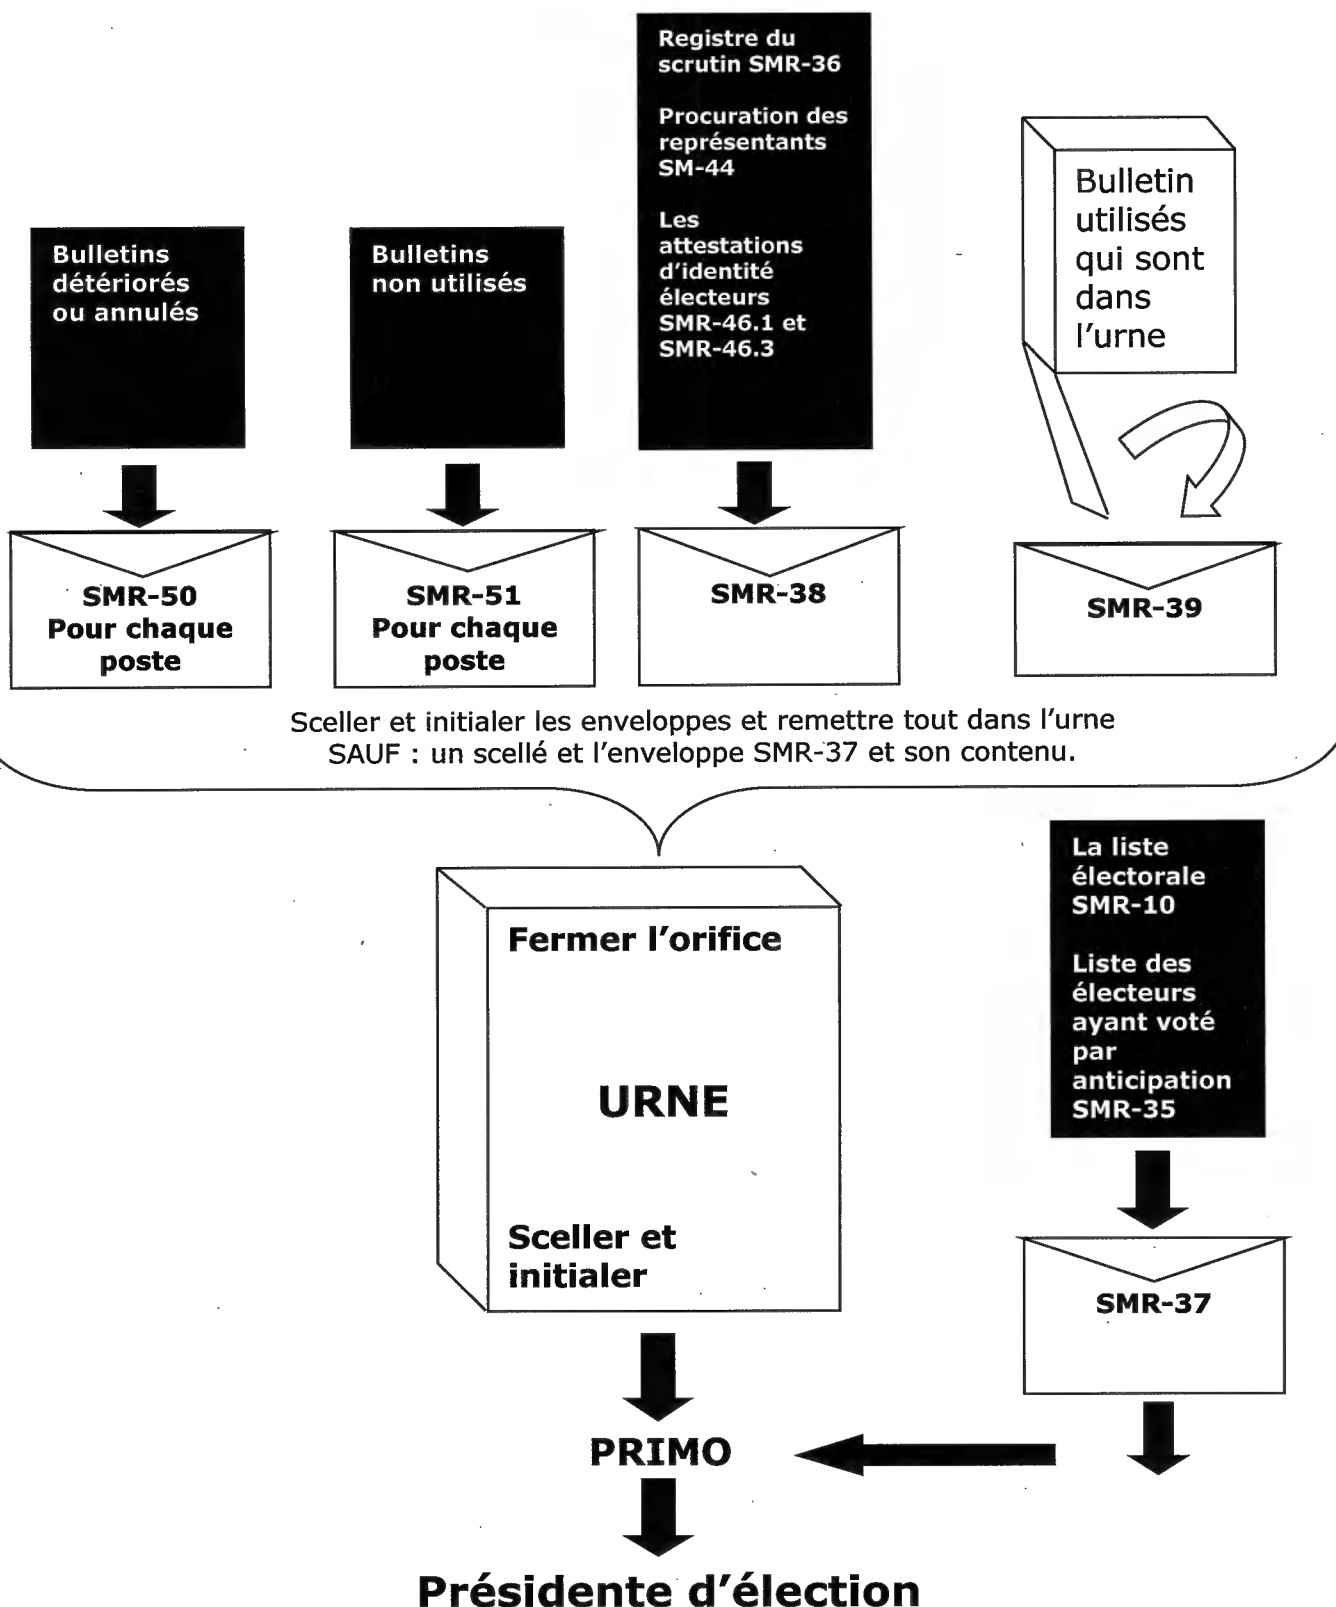 Registre du
scrutin SMR-36
Procuration des
représentants
SM-44
Les
attestations
d'identité
électeurs
SMR-46.1 et
SMR-46.3
Bulletin
utilisés
qui sont
dans
l'urne
Bulletins
détériorés
ou annulés
Bulletins
non utilisés
SMR-50
Pour chaque
poste
SMR-51
Pour chaque
poste
SMR-38
SMR-39
Sceller et initialer les enveloppes et remettre tout dans l'urne
SAUF : un scellé et l'enveloppe SMR-37 et son contenu.
Fermer l'orifice
URNE
Sceller et
initialer
La liste
électorale
SMR-10
Liste des
électeurs
ayant voté
par
anticipation
SMR-35
SMR-37
PRIMO
Présidente d'élection